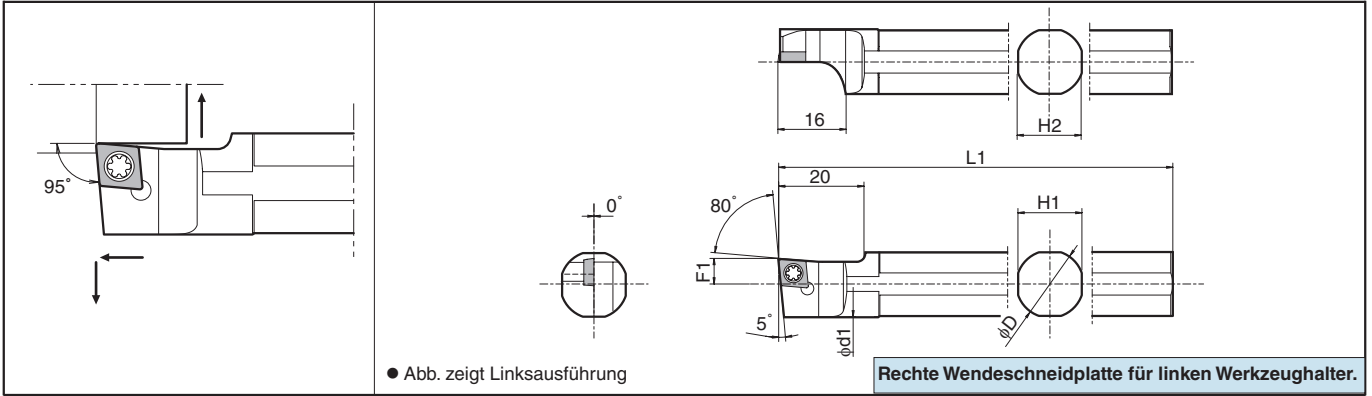 95°
16
H2
L1
20
80°
H1
0°
F1
5°
ϕd1
ϕD
● Abb. zeigt Linksausführung
Rechte Wendeschneidplatte für linken Werkzeughalter.